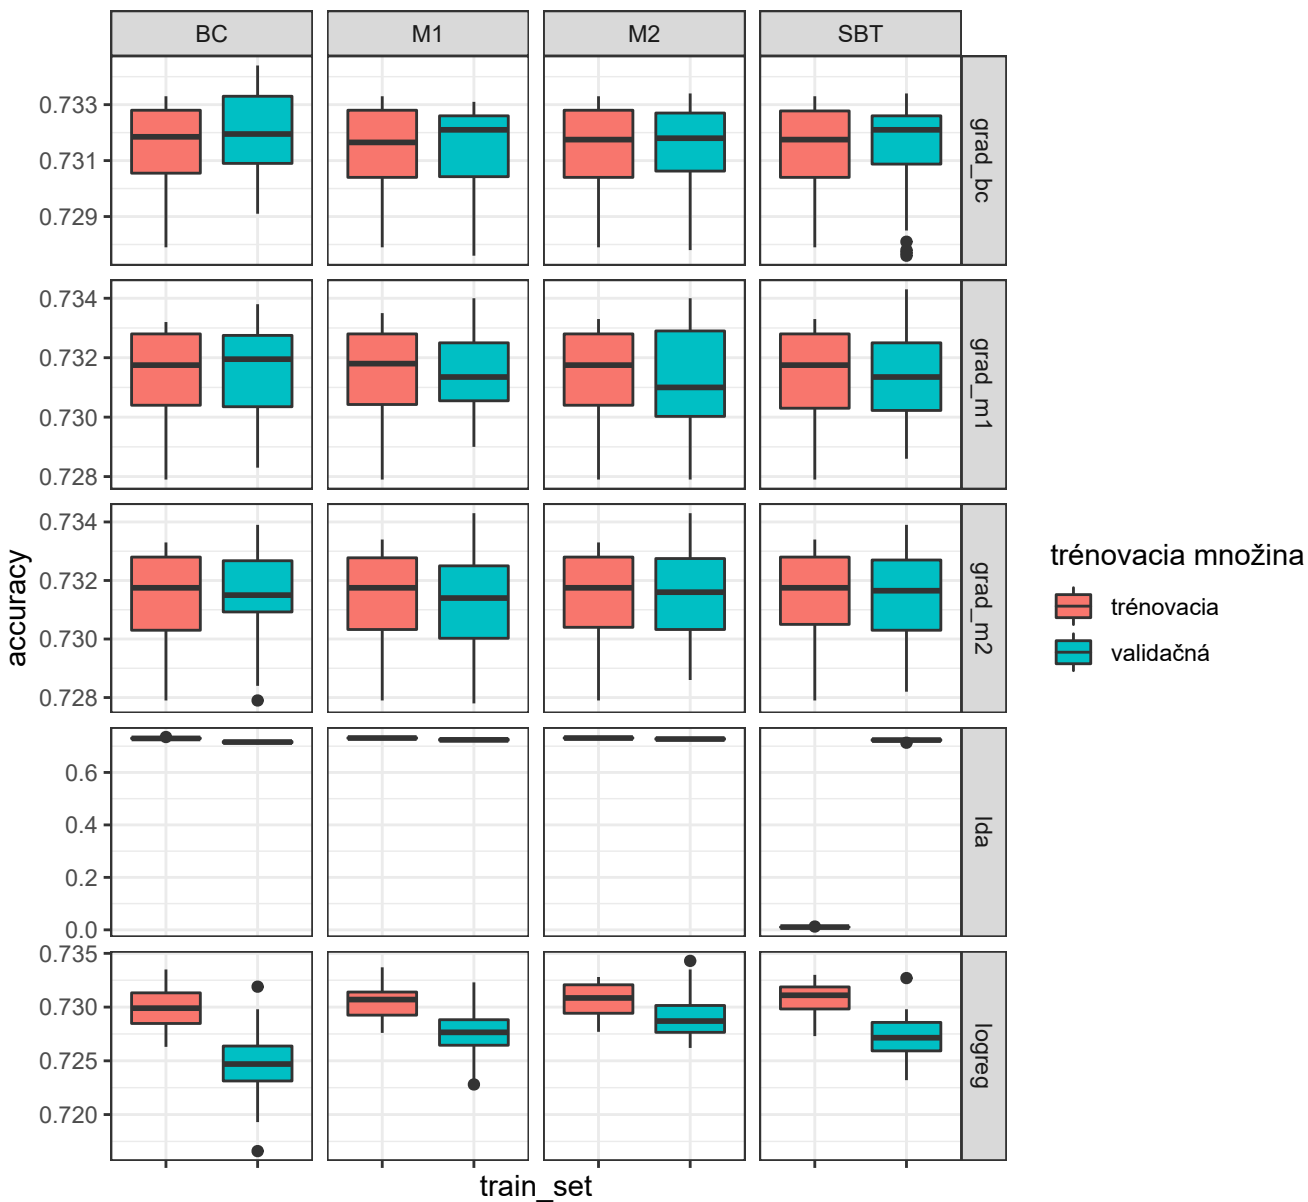 BC
M1
M2
SBT
0.733
0.731
0.729
grad_bc
0.734
0.732
0.730
0.728
grad_m1
0.734
0.732
0.730
0.728
grad_m2
0.6
0.4
0.2
0.0
lda
0.735
0.730
0.725
0.720
logreg
accuracy
train_set
trénovacia množina
trénovacia
validačná